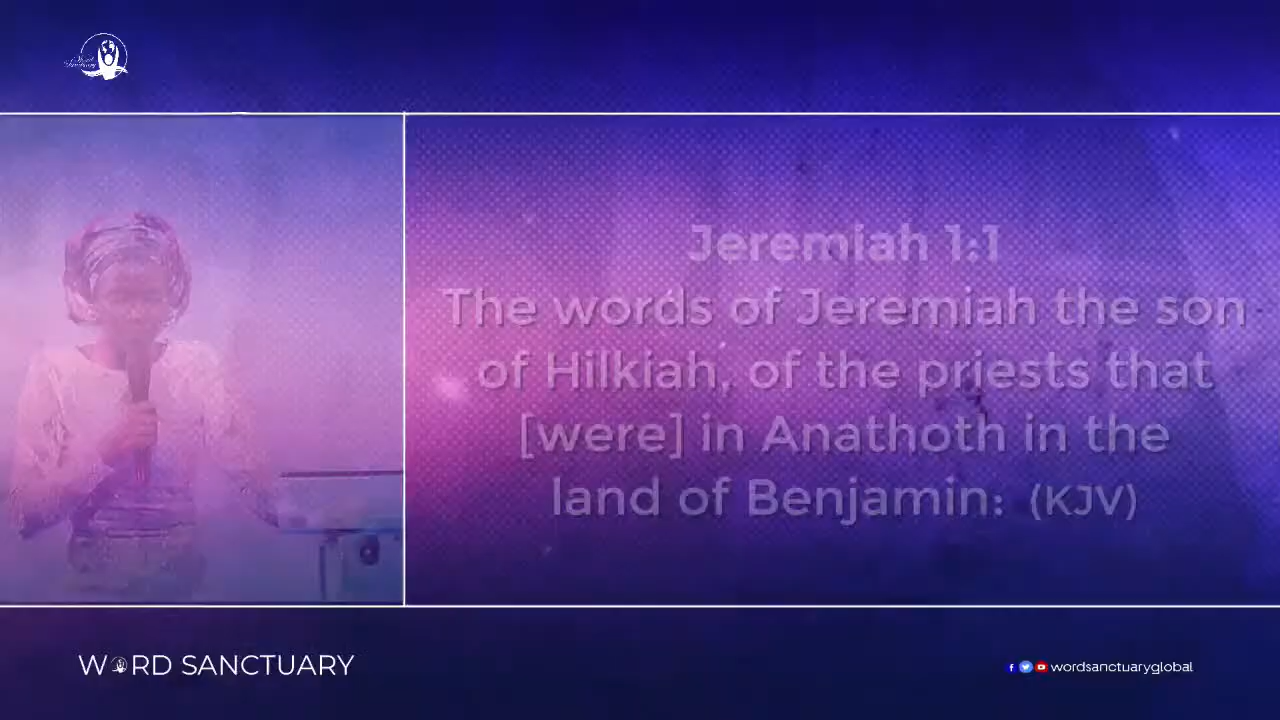 Jeremiah 1:1
The words of Jeremiah the son
of Hilkiah, of the priests that
[were] in Anathoth in the
land of Benjamin: (KJV)
WORD SANCTUARY
wordsanctuaryglobal